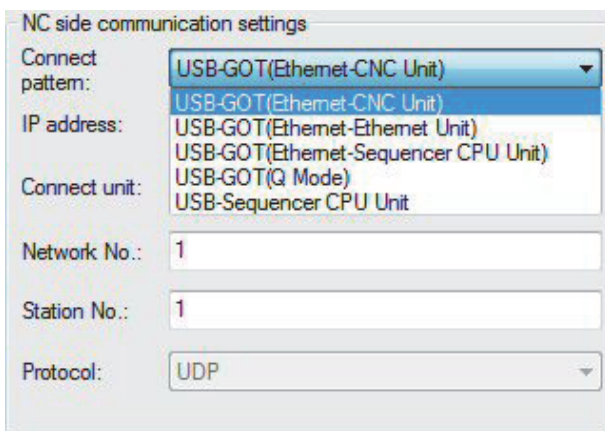 NC side communication settings
Connect
pattern:
USB-GOT(Ethernet-CNC Unit)
USB-GOT(Ethernet-CNC Unit)
IP address:
USB-GOT(Ethernet-Ethernet Unit)
USB-GOT(Ethernet-Sequencer CPU Unit)
Connect unit:
USB-GOT(Q Mode)
USB-Sequencer CPU Unit
Network No.:
1
Station No.:
1
Protocol:
UDP